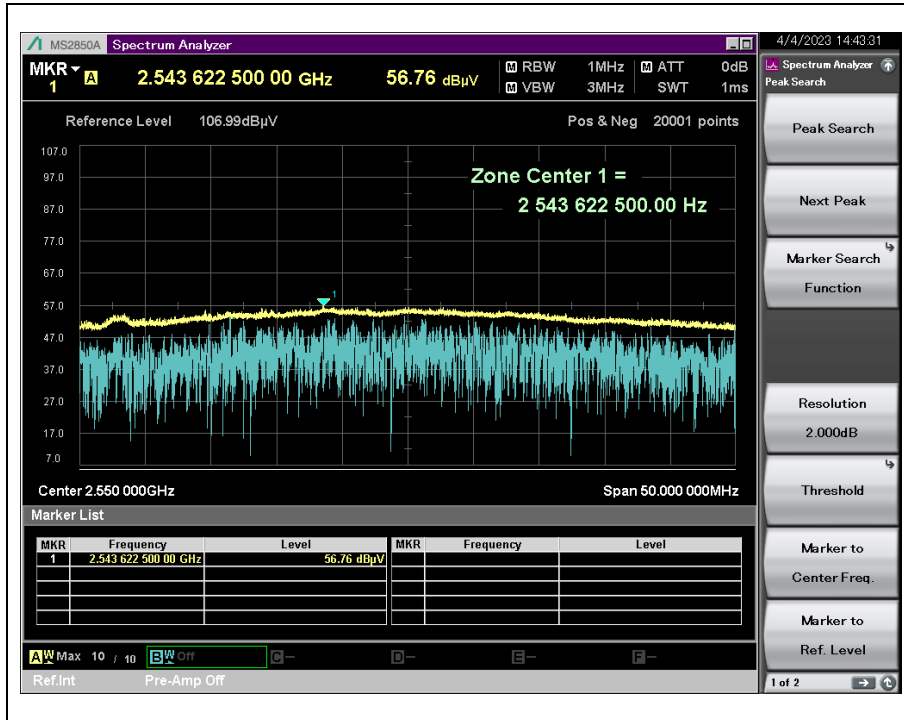 MS2850A Spectrum Analyzer
4/4/2023 14:43:31
MKR 1 A 2.543 622 500 00 GHz 56.76 dBµV
M RBW 1MHz M ATT 0dB
M VBW 3MHz SWT 1ms
Reference Level 106.99dBµV Pos & Neg 20001 points
107.0
97.0
87.0
77.0
67.0
57.0
47.0
37.0
27.0
17.0
7.0
Zone Center 1 =
2 543 622 500.00 Hz
1
Center 2.550 000GHz Span 50.000 000MHz
Marker List
MKR Frequency Level MKR Frequency Level
1 2.543 622 500 00 GHz 56.76 dBµV
A W Max 10 / 10 B W Off C – D – E – F –
Ref.Int Pre-Amp Off
Spectrum Analyzer
Peak Search
Peak Search
Next Peak
Marker Search
Function
Resolution
2.000dB
Threshold
Marker to
Center Freq.
Marker to
Ref. Level
1 of 2